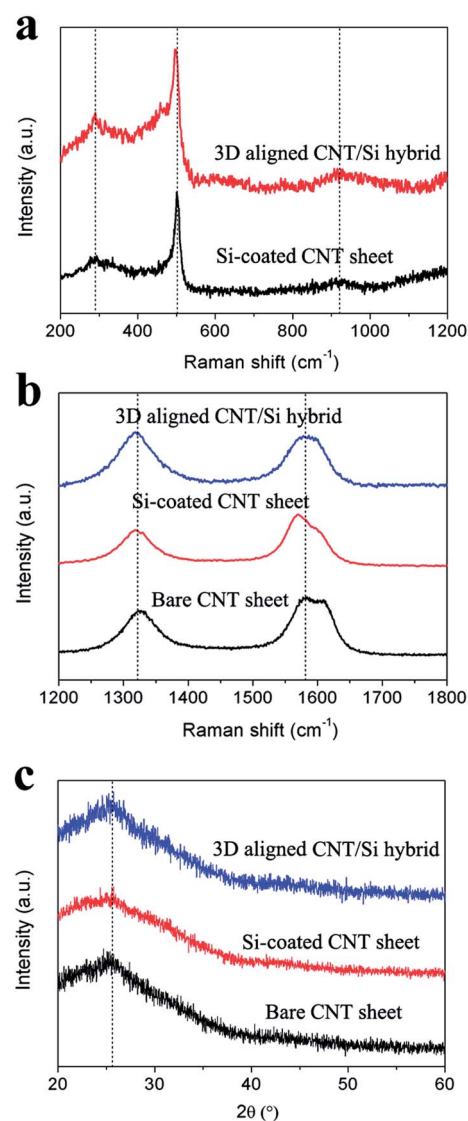 a
Intensity (a.u.)
3D aligned CNT/Si hybrid
Si-coated CNT sheet
200 400 600 800 1000 1200
Raman shift (cm⁻¹)
b
Intensity (a.u.)
3D aligned CNT/Si hybrid
Si-coated CNT sheet
Bare CNT sheet
1200 1300 1400 1500 1600 1700 1800
Raman shift (cm⁻¹)
c
Intensity (a.u.)
3D aligned CNT/Si hybrid
Si-coated CNT sheet
Bare CNT sheet
20 30 40 50 60
2θ (°)